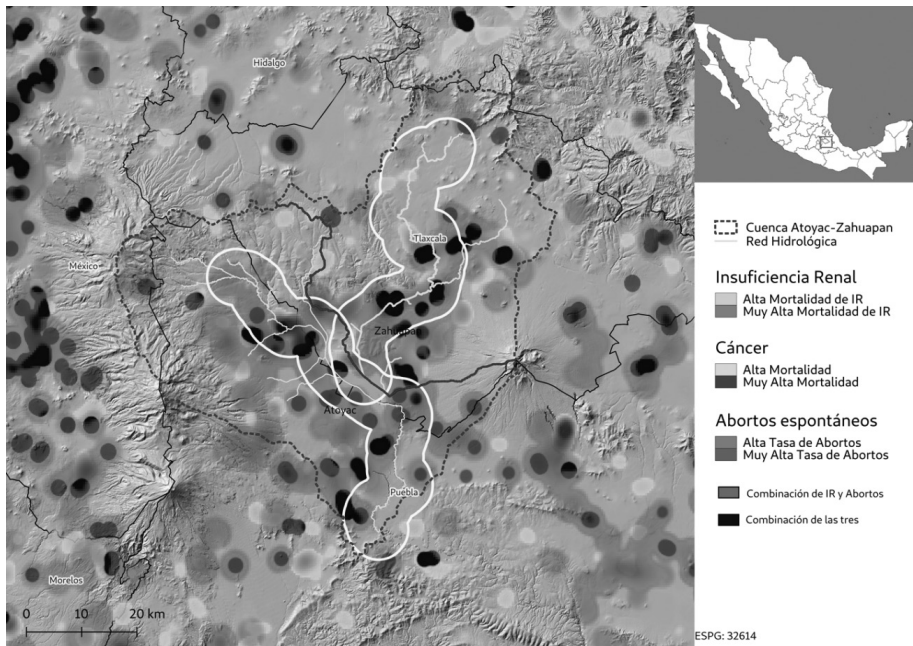 Hidalgo
Tlaxcala
México
Zahuapan
Atoyac
Puebla
Morelos
0 10 20 km
Cuenca Atoyac-Zahuapan
Red Hidrológica
Insuficiencia Renal
Alta Mortalidad de IR
Muy Alta Mortalidad de IR
Cáncer
Alta Mortalidad
Muy Alta Mortalidad
Abortos espontáneos
Alta Tasa de Abortos
Muy Alta Tasa de Abortos
Combinación de IR y Abortos
Combinación de las tres
ESPG: 32614